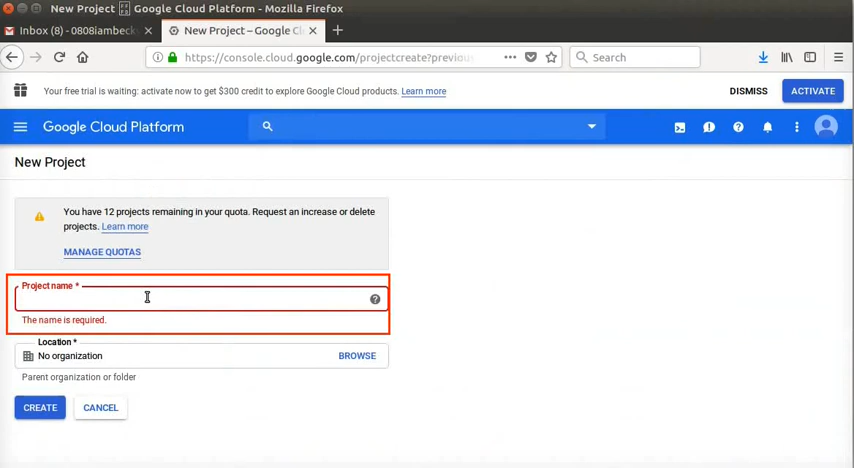 New Project Google Cloud Platform - Mozilla Firefox
Inbox (8) - 0808iambeck
New Project – Google Cl
https://console.cloud.google.com/projectcreate?previous
Search
Your free trial is waiting: activate now to get $300 credit to explore Google Cloud products. Learn more
DISMISS
ACTIVATE
Google Cloud Platform
New Project
You have 12 projects remaining in your quota. Request an increase or delete
projects. Learn more
MANAGE QUOTAS
Project name *
The name is required.
Location *
No organization
BROWSE
Parent organization or folder
CREATE
CANCEL